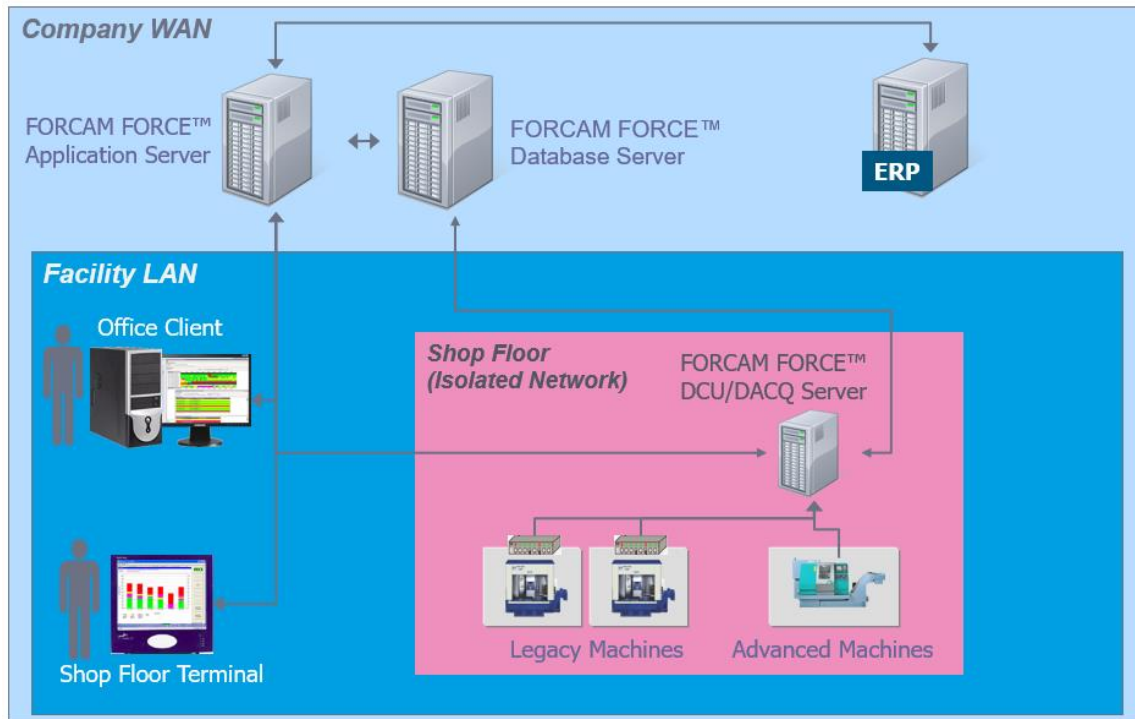 Company WAN
FORCAM FORCE™
Application Server
FORCAM FORCE™
Database Server
ERP
Facility LAN
Office Client
Shop Floor
(Isolated Network)
FORCAM FORCE™
DCU/DACQ Server
Legacy Machines
Advanced Machines
Shop Floor Terminal